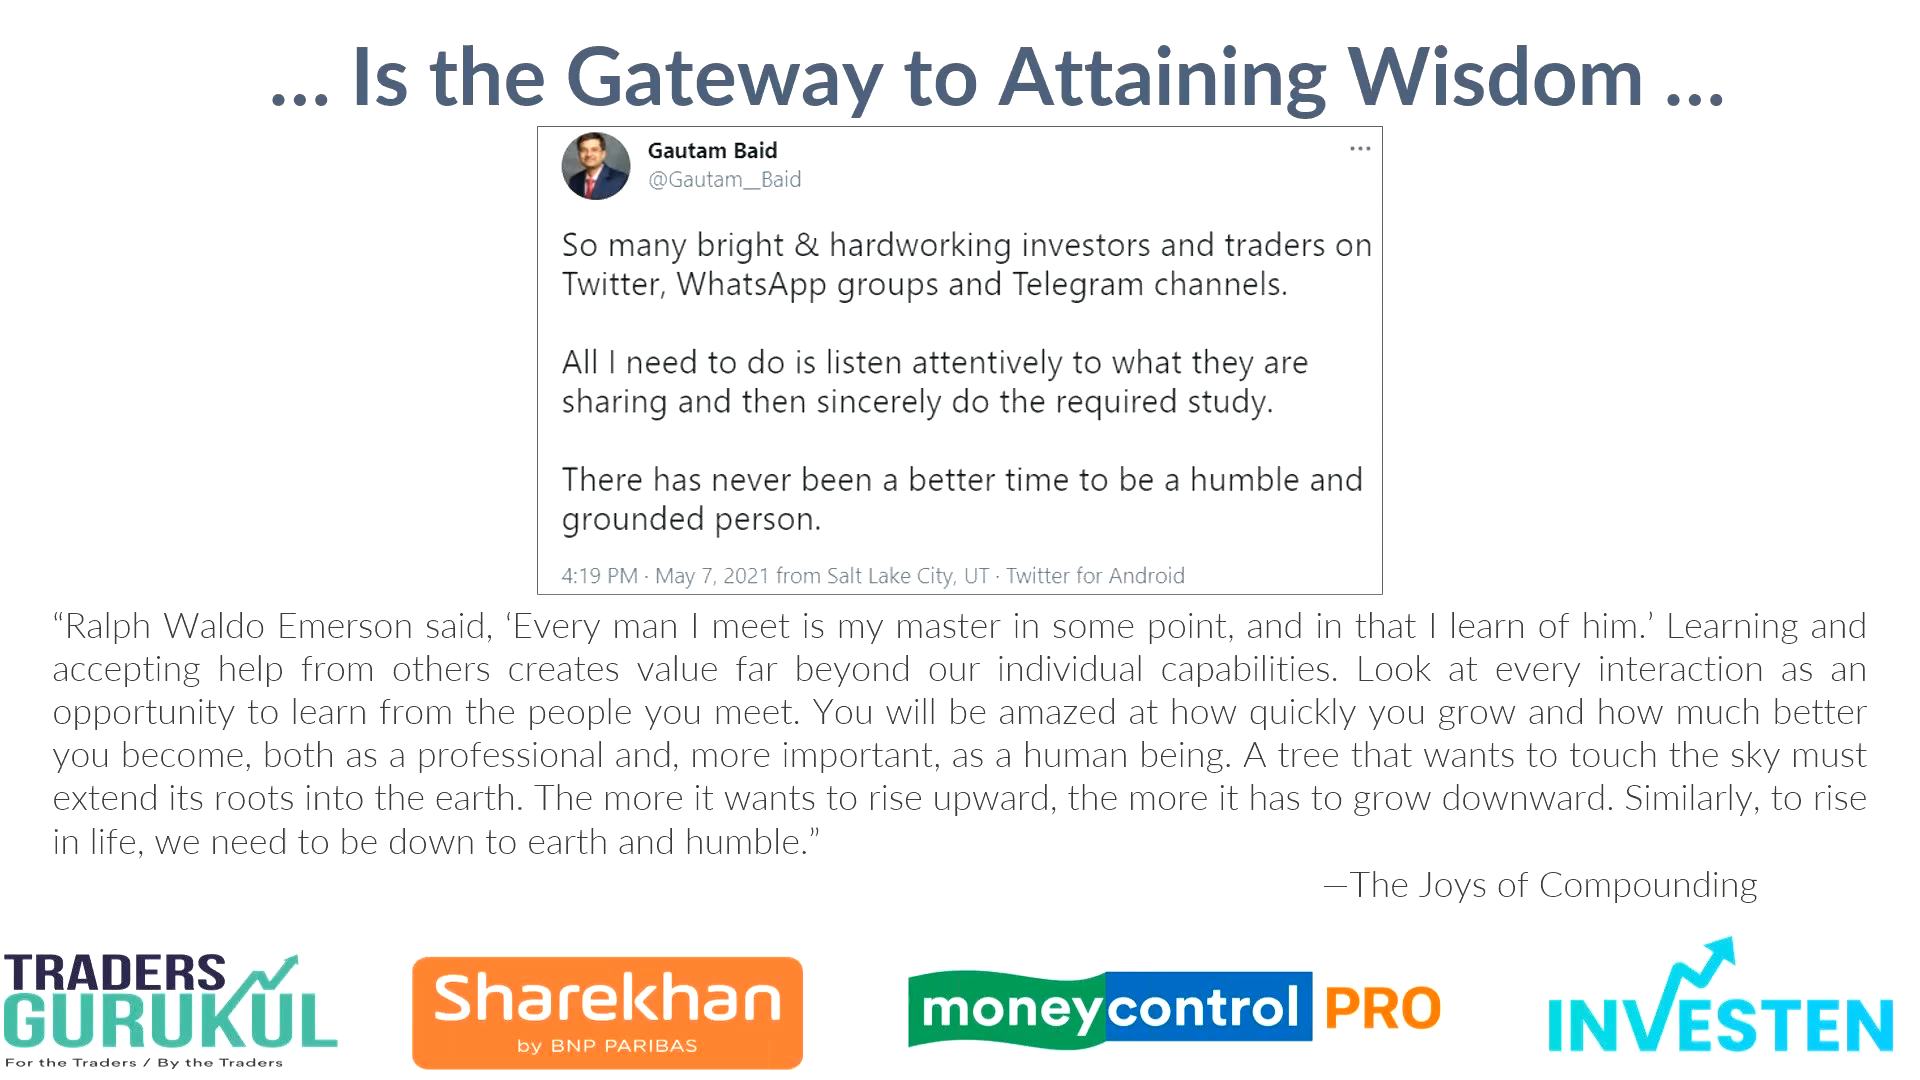 ... Is the Gateway to Attaining Wisdom ...
Gautam Baid
@Gautam__Baid
So many bright & hardworking investors and traders on
Twitter, WhatsApp groups and Telegram channels.
All I need to do is listen attentively to what they are
sharing and then sincerely do the required study.
There has never been a better time to be a humble and
grounded person.
4:19 PM · May 7, 2021 from Salt Lake City, UT · Twitter for Android
“Ralph Waldo Emerson said, ‘Every man I meet is my master in some point, and in that I learn of him.’ Learning and
accepting help from others creates value far beyond our individual capabilities. Look at every interaction as an
opportunity to learn from the people you meet. You will be amazed at how quickly you grow and how much better
you become, both as a professional and, more important, as a human being. A tree that wants to touch the sky must
extend its roots into the earth. The more it wants to rise upward, the more it has to grow downward. Similarly, to rise
in life, we need to be down to earth and humble.”
—The Joys of Compounding
TRADERS
GURUKUL
For the Traders / By the Traders
Sharekhan
by BNP PARIBAS
moneycontrol PRO
INVESTEN